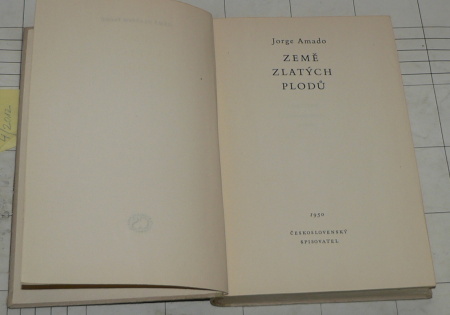 Jorge Amado
ZEMĚ
ZLATÝCH
PLODŮ
1950
ČESKOSLOVENSKÝ
SPISOVATEL